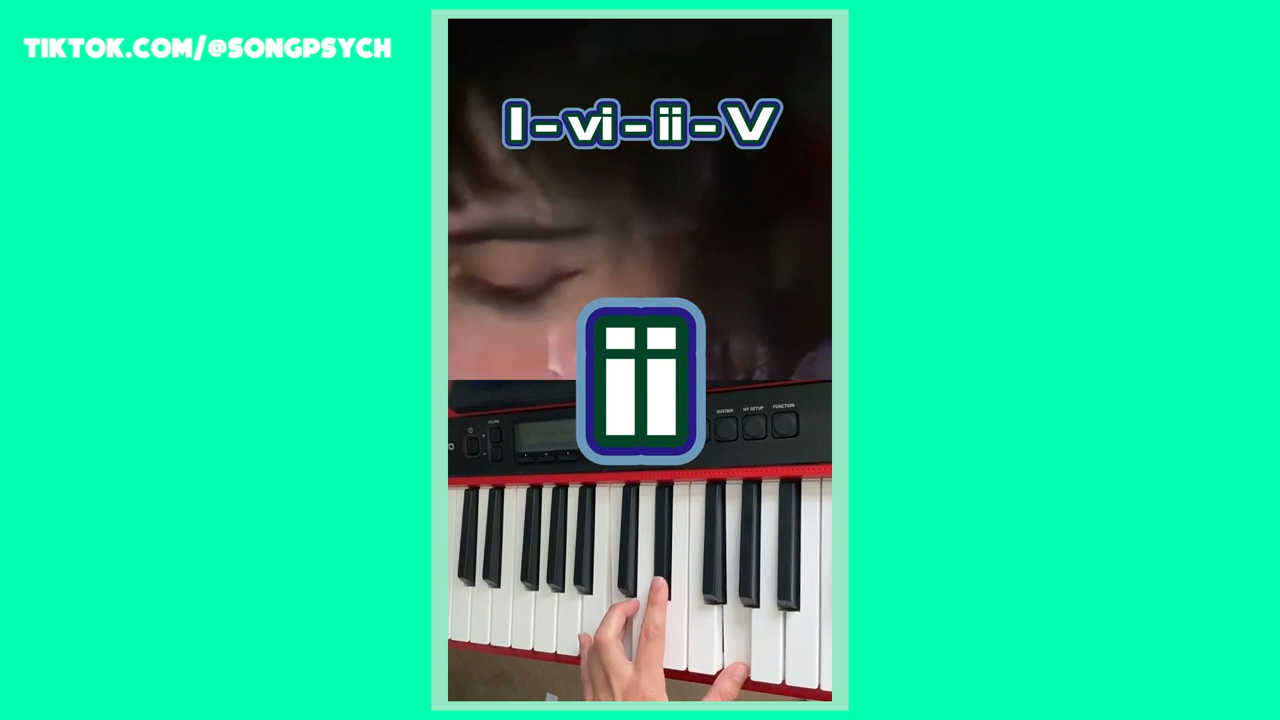 TIKTOK.COM/@SONGPSYCH
I - vi - ii - V
ii
SUSTAIN MY SETUP FUNCTION